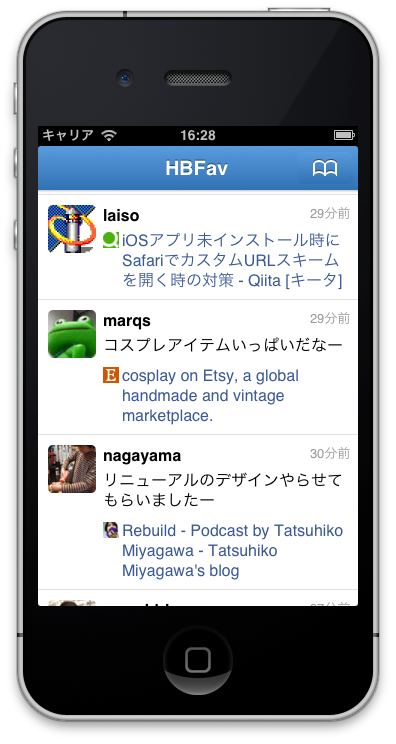 キャリア 16:28
HBFav
laiso 29分前
iOSアプリ未インストール時に
SafariでカスタムURLスキーム
を開く時の対策 - Qiita [キータ]
marqs 29分前
コスプレアイテムいっぱいだなー
E cosplay on Etsy, a global
handmade and vintage
marketplace.
nagayama 30分前
リニューアルのデザインやらせて
もらいましたー
Rebuild - Podcast by Tatsuhiko
Miyagawa - Tatsuhiko
Miyagawa's blog